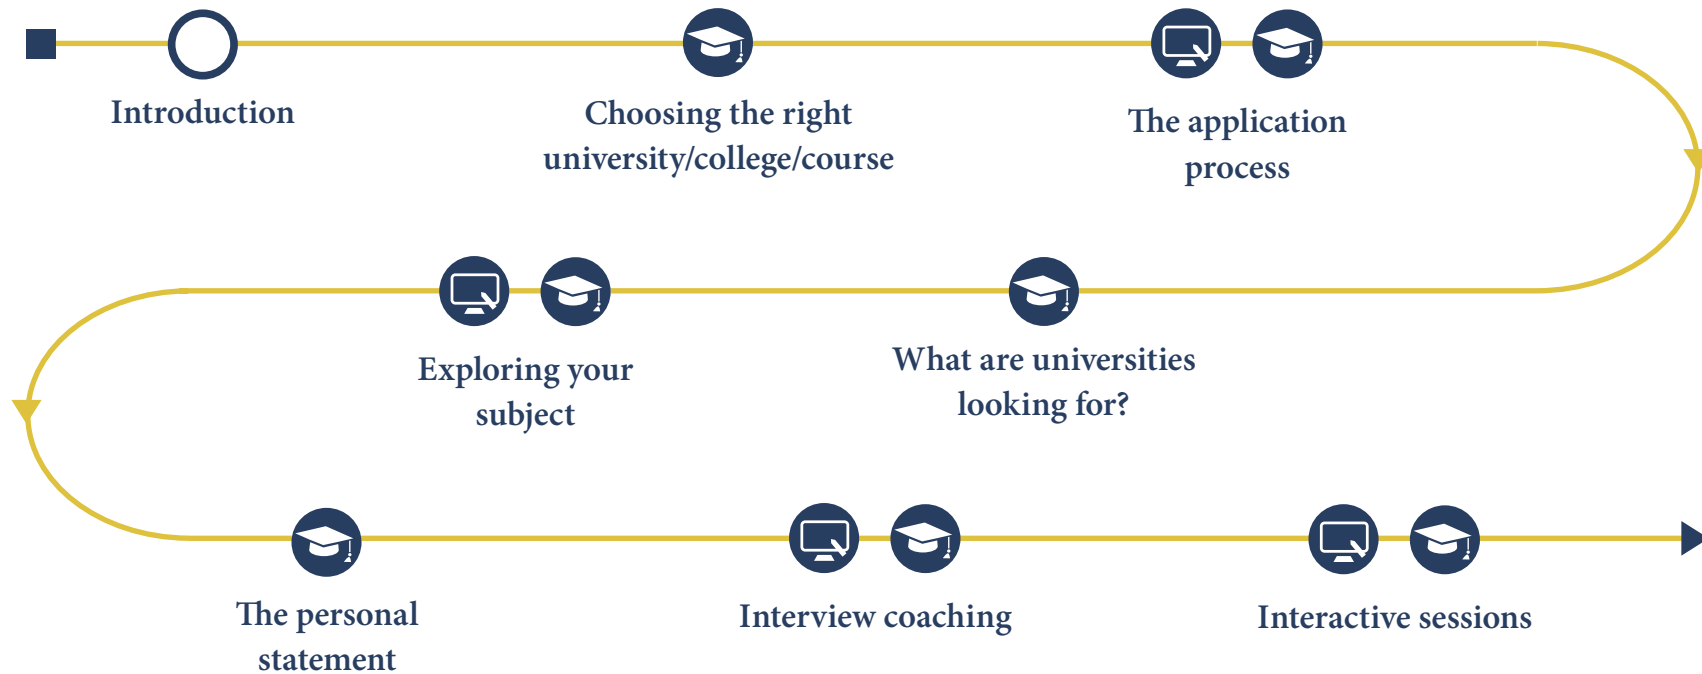 Introduction
Choosing the right
university/college/course
The application
process
What are universities
looking for?
Exploring your
subject
The personal
statement
Interview coaching
Interactive sessions